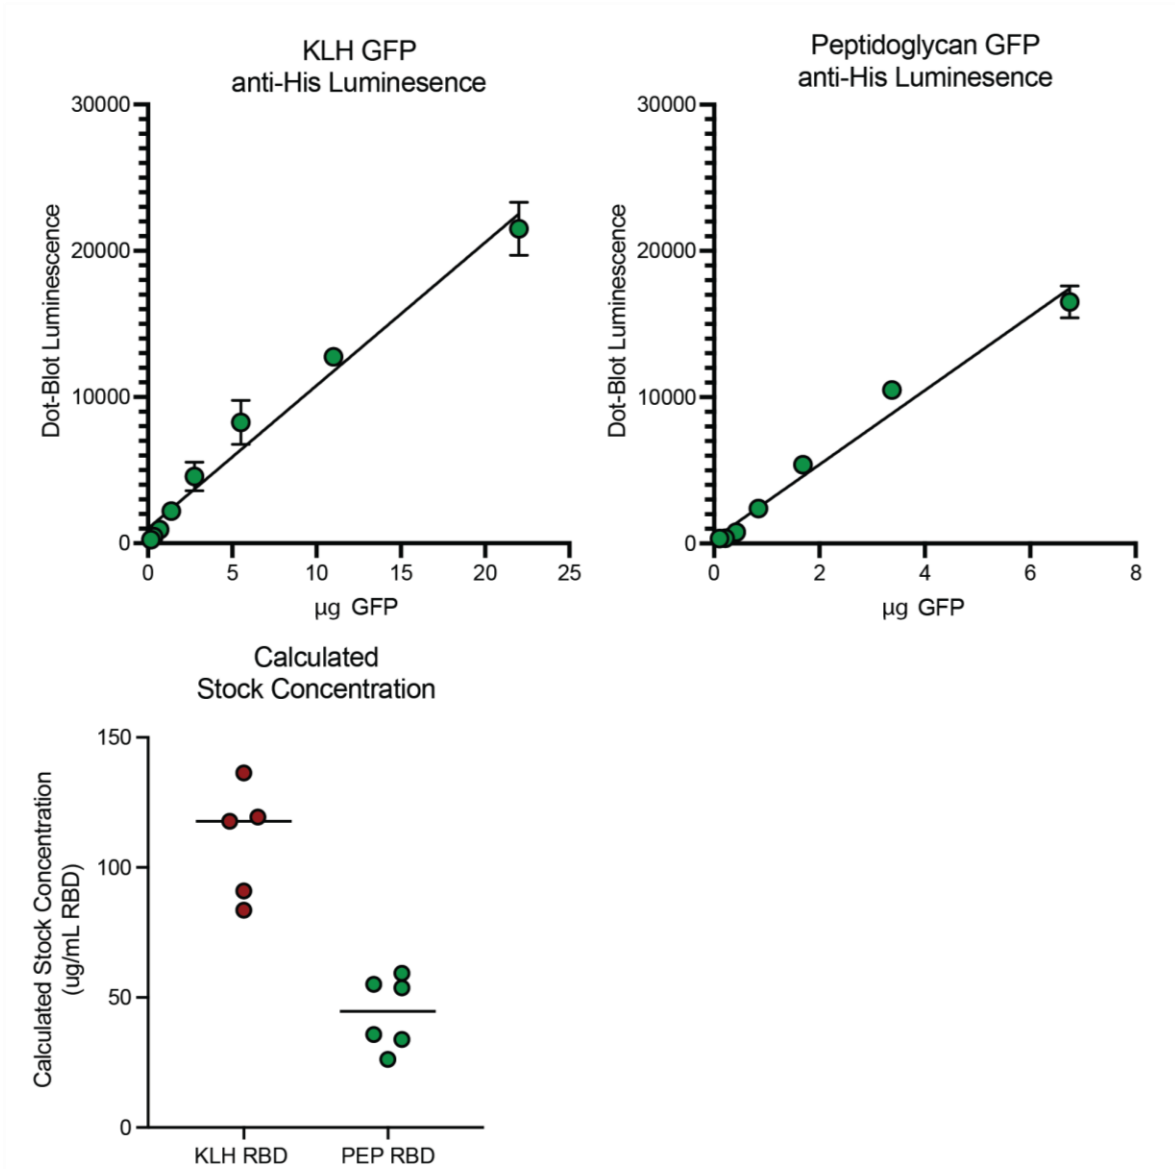 KLH GFP
anti-His Luminesence
30000
20000
10000
0
Dot-Blot Luminescence
0 5 10 15 20 25
µg GFP
Peptidoglycan GFP
anti-His Luminesence
30000
20000
10000
0
Dot-Blot Luminescence
0 2 4 6 8
µg GFP
Calculated
Stock Concentration
150
100
50
0
Calculated Stock Concentration
(ug/mL RBD)
KLH RBD PEP RBD